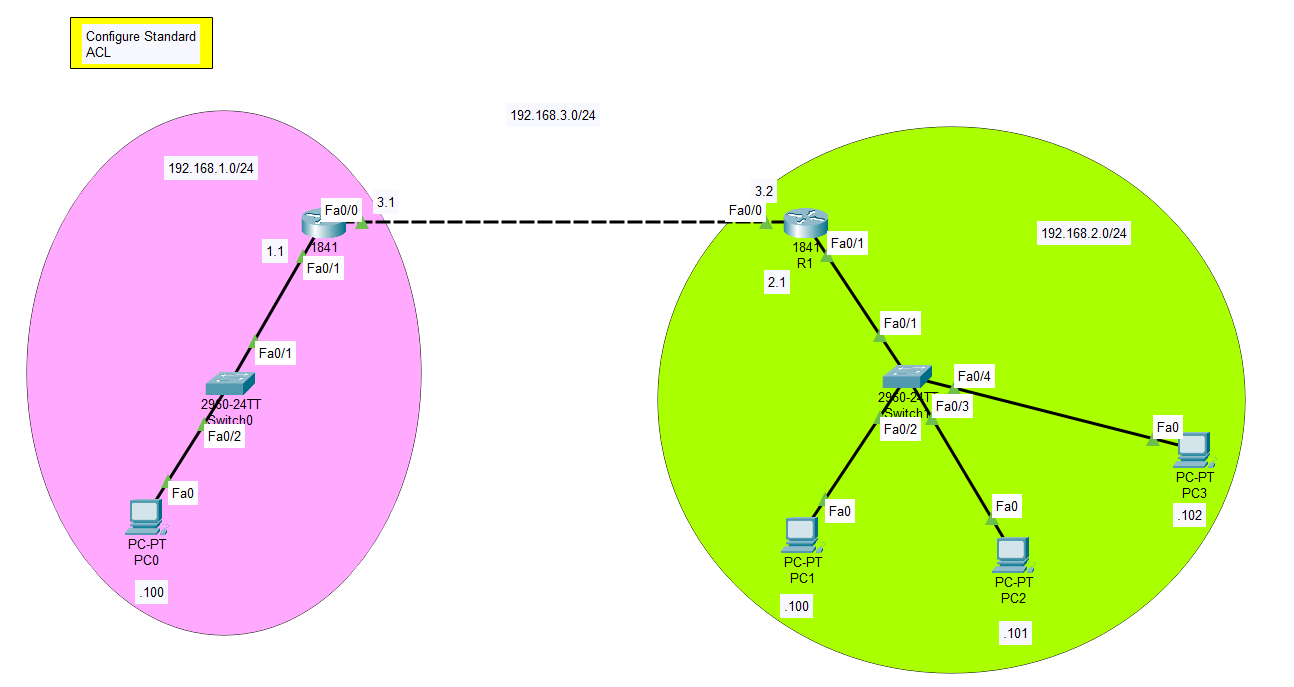 Configure Standard
ACL
192.168.3.0/24
192.168.1.0/24
Fa0/0
3.1
1841
1.1
Fa0/1
Fa0/1
2950-24TT
Switch0
Fa0/2
Fa0
PC-PT
PC0
.100
3.2
Fa0/0
192.168.2.0/24
1841
R1
Fa0/1
2.1
Fa0/1
Fa0/4
2950-24TT
Fa0/3
Fa0/2
Fa0
PC-PT
PC3
.102
Fa0
PC-PT
PC1
.100
Fa0
PC-PT
PC2
.101